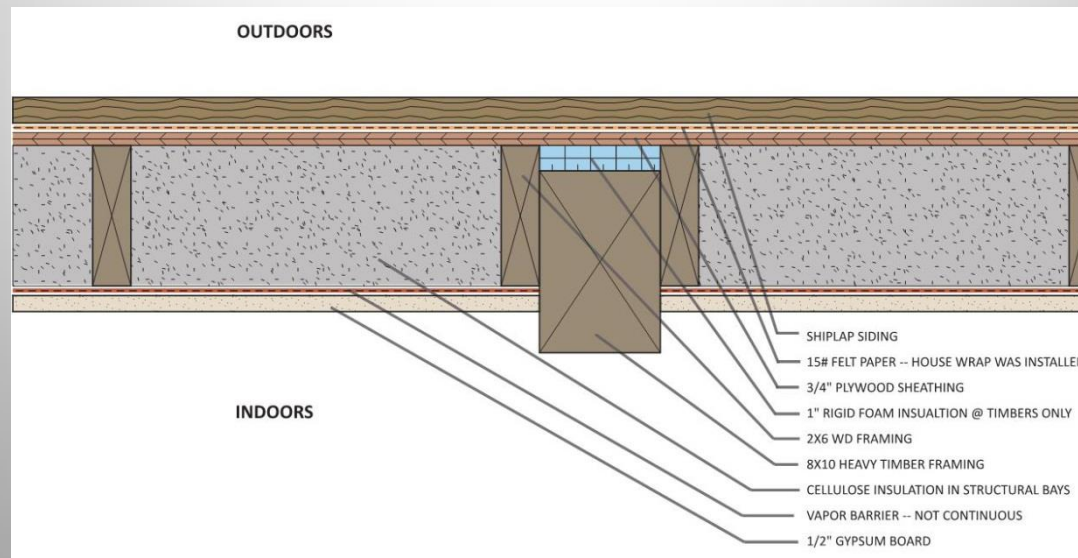 OUTDOORS
SHIPLAP SIDING
15# FELT PAPER -- HOUSE WRAP WAS INSTALLED
3/4" PLYWOOD SHEATHING
1" RIGID FOAM INSUALTION @ TIMBERS ONLY
INDOORS
2X6 WD FRAMING
8X10 HEAVY TIMBER FRAMING
CELLULOSE INSULATION IN STRUCTURAL BAYS
VAPOR BARRIER -- NOT CONTINUOUS
1/2" GYPSUM BOARD